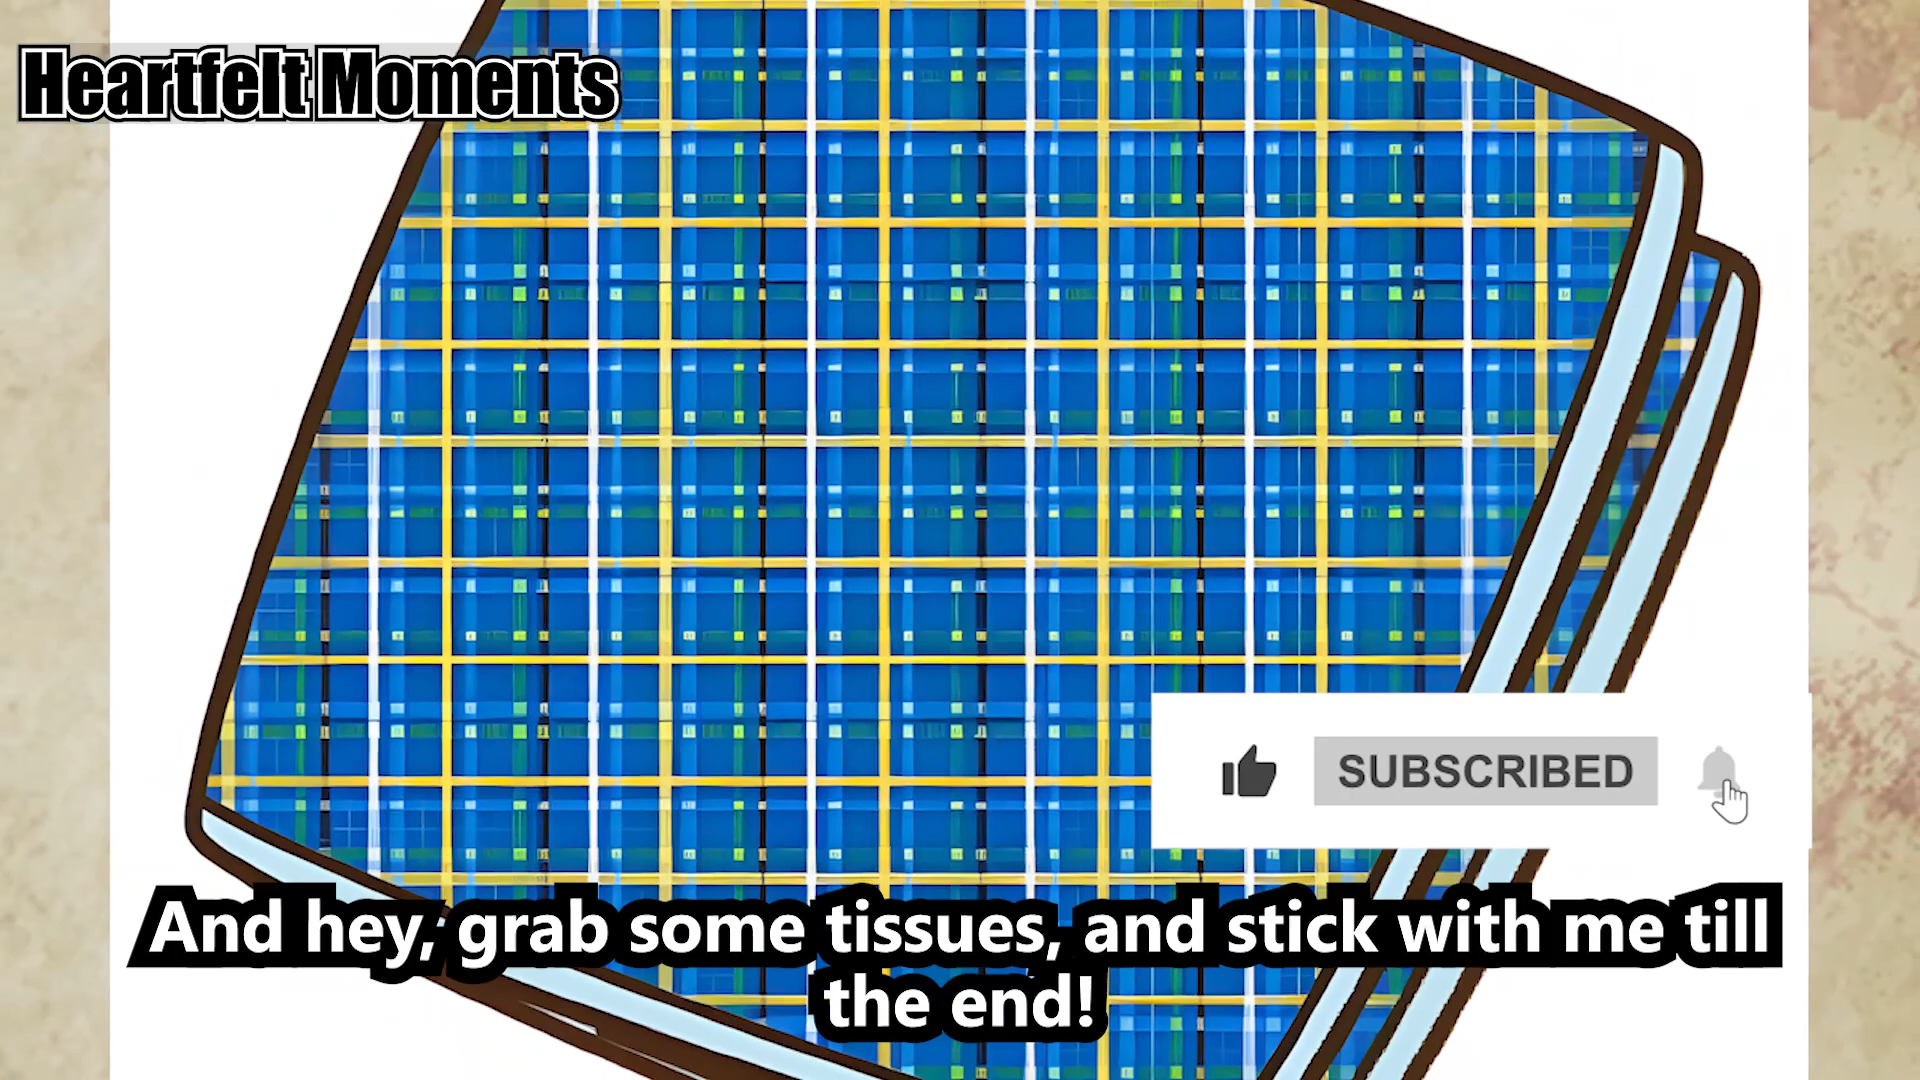 Heartfelt Moments
SUBSCRIBED
And hey, grab some tissues, and stick with me till
the end!